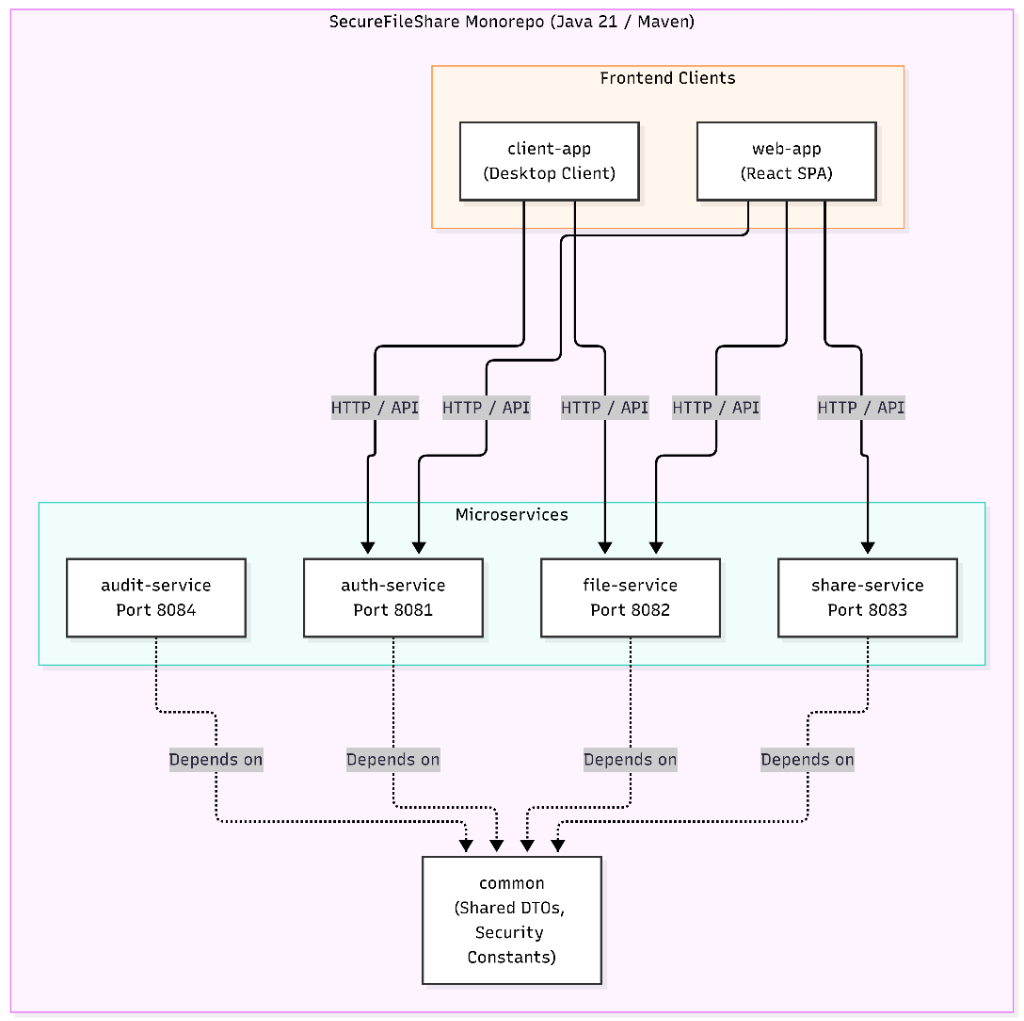 SecureFileShare Monorepo (Java 21 / Maven)
Frontend Clients
client-app
(Desktop Client)
web-app
(React SPA)
HTTP / API
HTTP / API
HTTP / API
HTTP / API
HTTP / API
Microservices
audit-service
Port 8084
auth-service
Port 8081
file-service
Port 8082
share-service
Port 8083
Depends on
Depends on
Depends on
Depends on
common
(Shared DTOs,
Security
Constants)